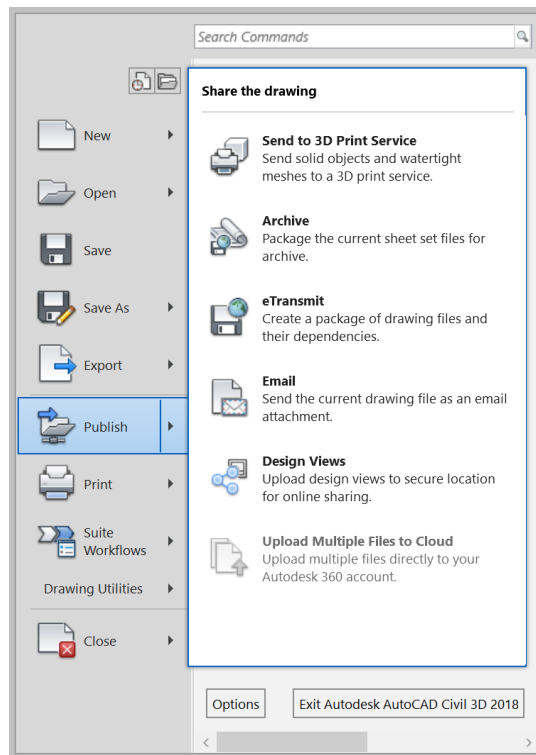 Search Commands
New
Open
Save
Save As
Export
Publish
Print
Suite
Workflows
Drawing Utilities
Close
Share the drawing
Send to 3D Print Service
Send solid objects and watertight
meshes to a 3D print service.
Archive
Package the current sheet set files for
archive.
eTransmit
Create a package of drawing files and
their dependencies.
Email
Send the current drawing file as an email
attachment.
Design Views
Upload design views to secure location
for online sharing.
Upload Multiple Files to Cloud
Upload multiple files directly to your
Autodesk 360 account.
Options
Exit Autodesk AutoCAD Civil 3D 2018